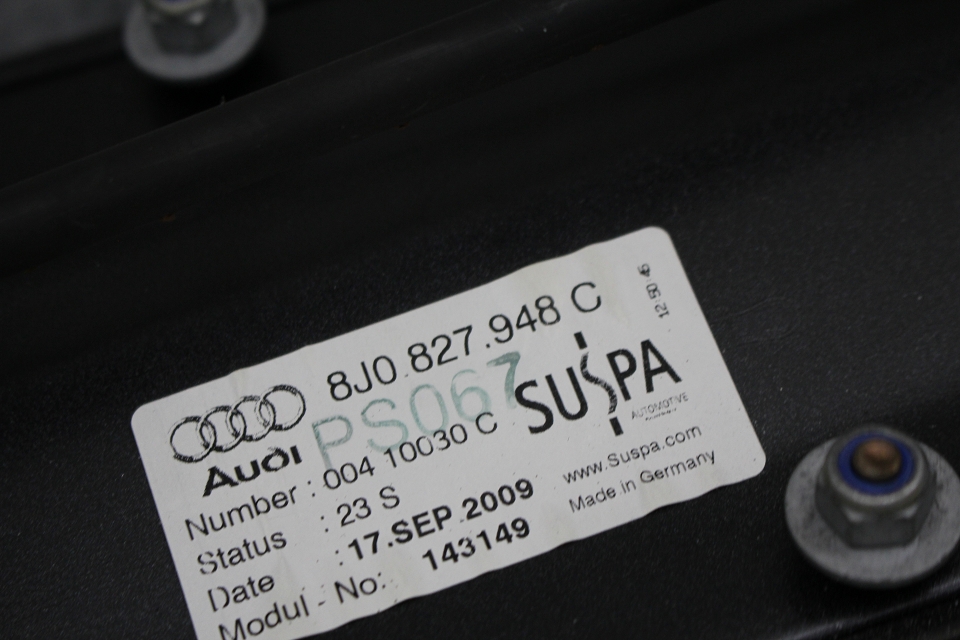 8J0.827.948 C
12:50:46
Audi
PS067
SUSPA
AUTOMOTIVE
Number : 004 10030 C
Status : 23 S
www.Suspa.com
Date : 17.SEP 2009
Made in Germany
Modul - No: 143149